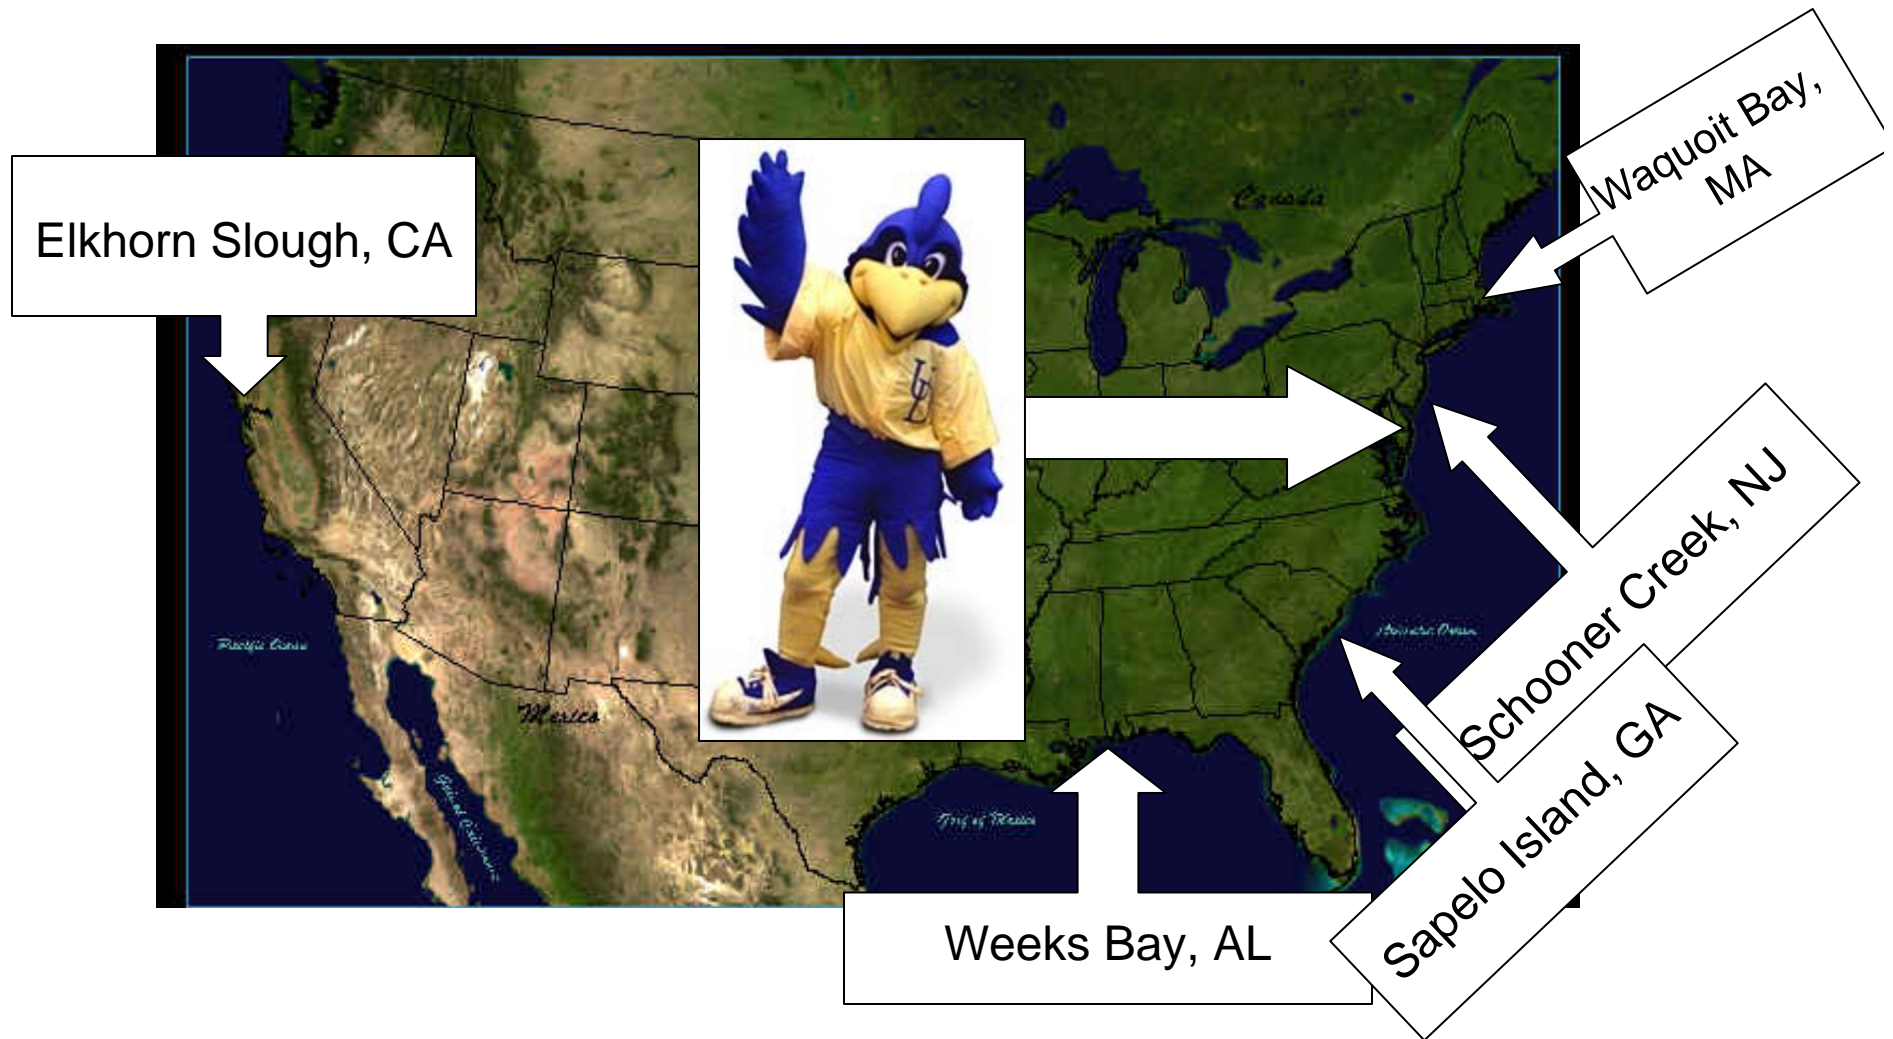 Waquoit Bay,
MA
Elkhorn Slough, CA
Canada
UD
Schooner Creek, NJ
Pacific Ocean
Atlantic Ocean
Mexico
Sapelo Island, GA
Gulf of California
Weeks Bay, AL